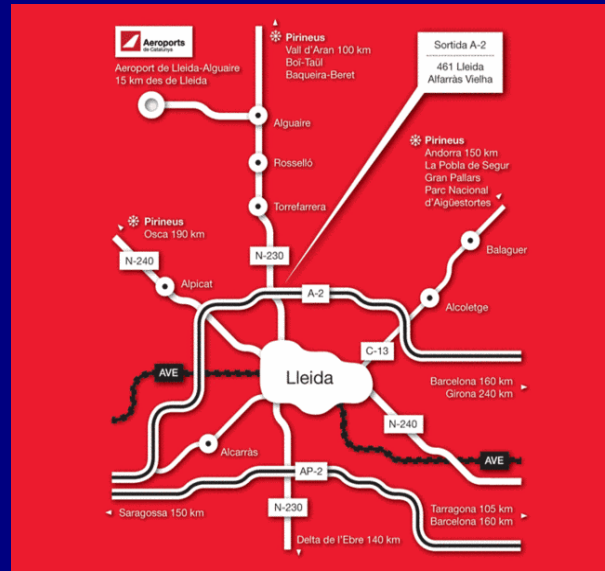 Aeroports
de Catalunya
Aeroport de Lleida-Alguaire
15 km des de Lleida
Pirineus
Vall d'Aran 100 km
Boí-Taüll
Baqueira-Beret
Sortida A-2
461 Lleida
Alfarràs Vielha
Alguaire
Rosselló
Torrefarrera
Pirineus
Andorra 150 km
La Pobla de Segur
Gran Pallars
Parc Nacional
d'Aigüestortes
Pirineus
Osca 190 km
N-240
N-230
Balaguer
Alpicat
A-2
Alcoletge
C-13
AVE
Lleida
Barcelona 160 km
Girona 240 km
N-240
Alcarràs
AVE
AP-2
Saragossa 150 km
N-230
Tarragona 105 km
Barcelona 160 km
Delta de l'Ebre 140 km